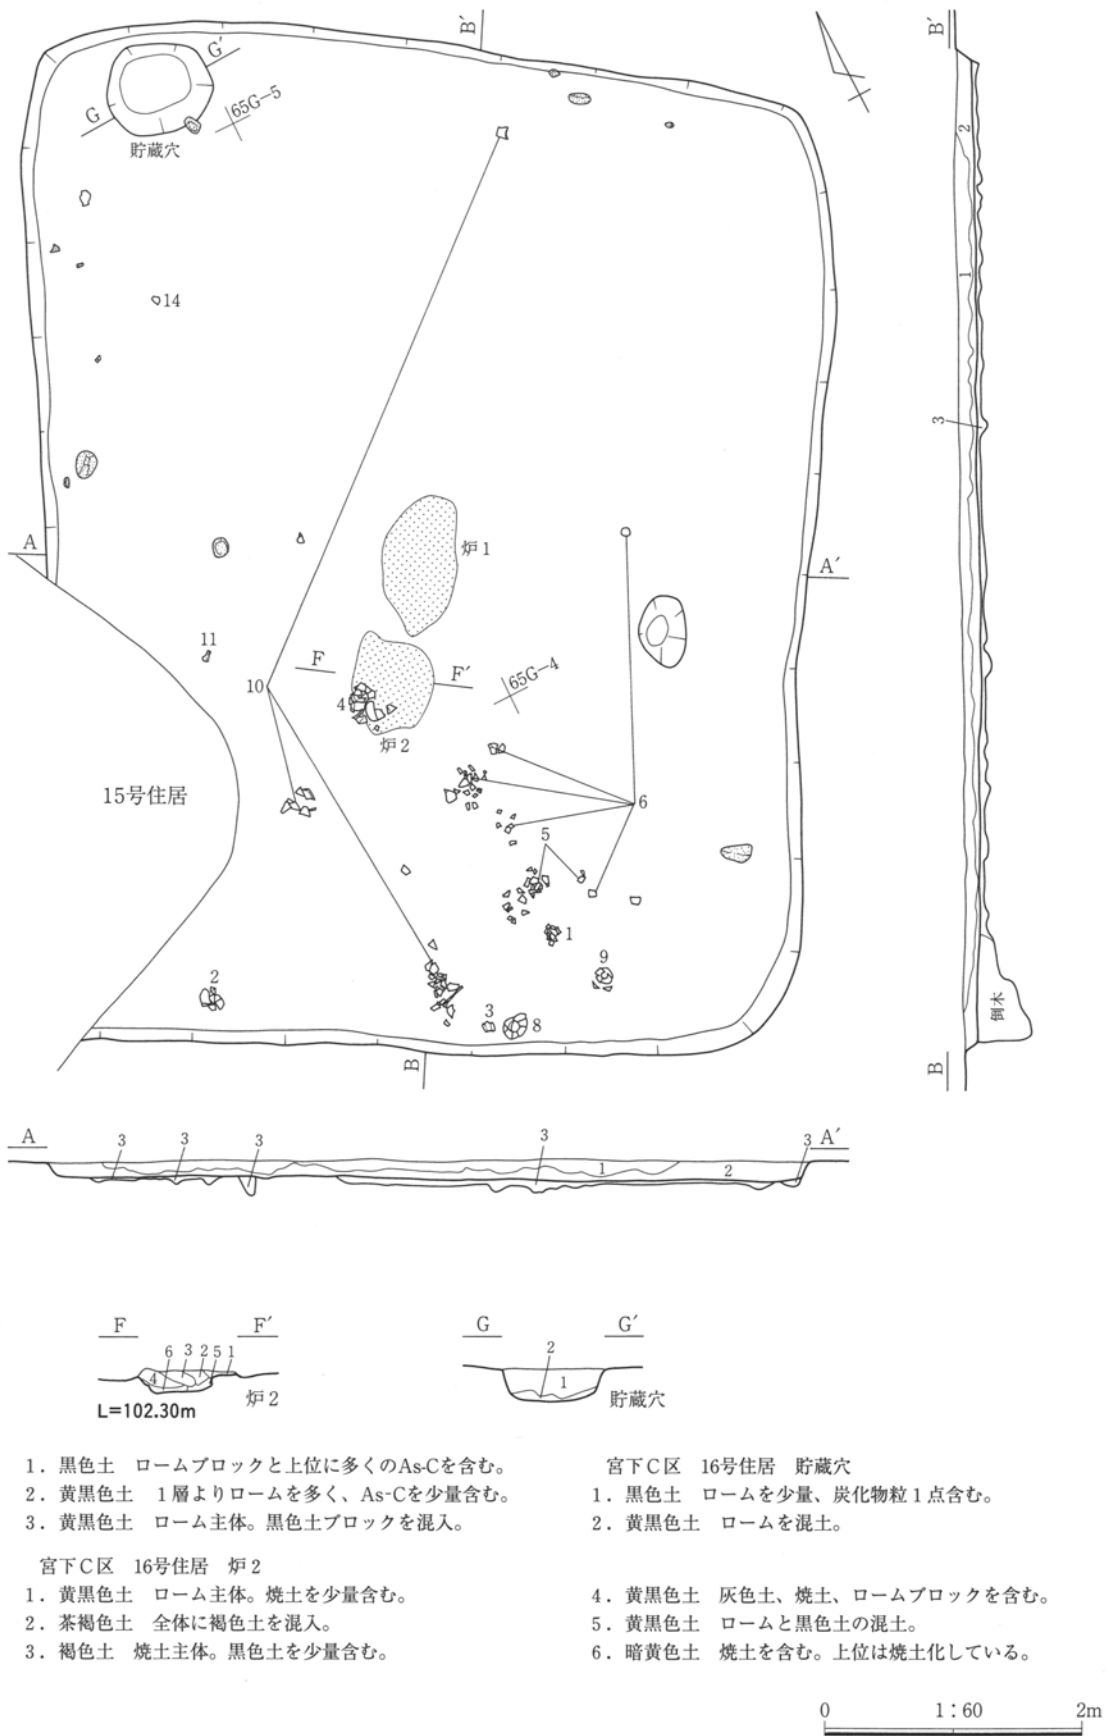 B′
B′
G′
G
65G-5
貯蔵穴
2
14
1
3
炉1
A
A′
11
F
F′
65G-4
10
4
炉2
15号住居
6
5
1
9
2
3
8
倒木
B
B
A
3
3
3
3
3
A′
1
2
F
F′
G
G′
6
3
2
5
1
4
炉2
L=102.30m
2
1
貯蔵穴
1．黒色土　ロームブロックと上位に多くのAs-Cを含む。
2．黄黒色土　1層よりロームを多く、As-Cを少量含む。
3．黄黒色土　ローム主体。黒色土ブロックを混入。
宮下C区　16号住居　貯蔵穴
1．黒色土　ロームを少量、炭化物粒1点含む。
2．黄黒色土　ロームを混土。
宮下C区　16号住居　炉2
1．黄黒色土　ローム主体。焼土を少量含む。
2．茶褐色土　全体に褐色土を混入。
3．褐色土　焼土主体。黒色土を少量含む。
4．黄黒色土　灰色土、焼土、ロームブロックを含む。
5．黄黒色土　ロームと黒色土の混土。
6．暗黄色土　焼土を含む。上位は焼土化している。
0
1：60
2m